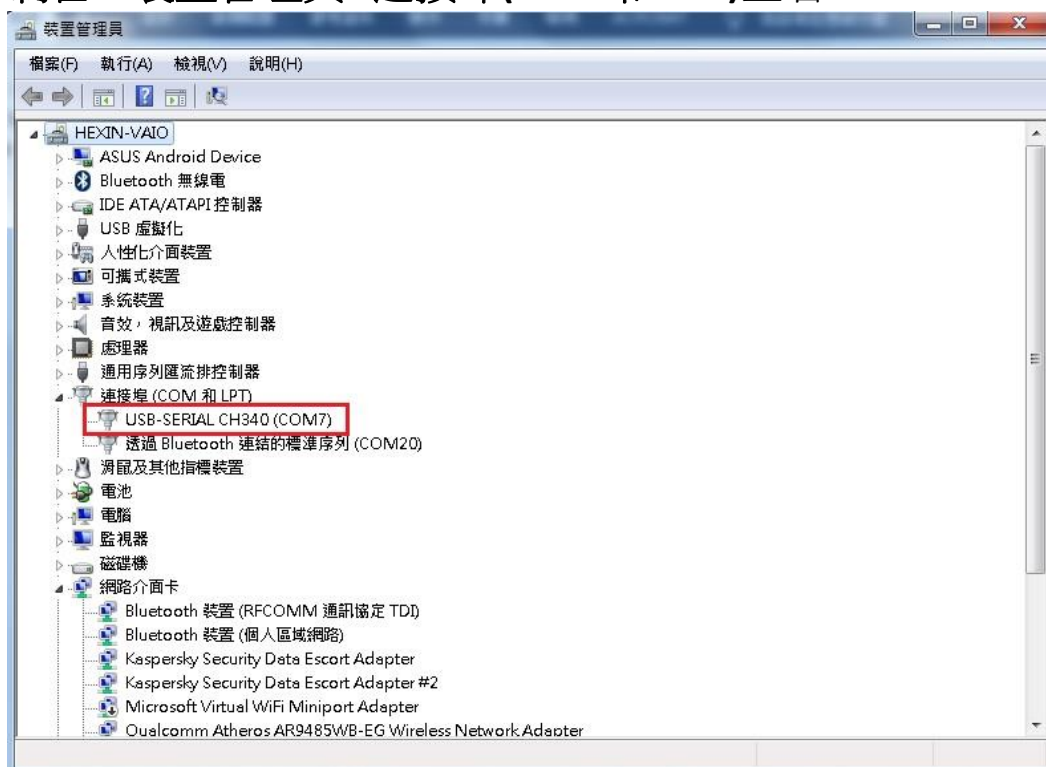 裝置管理員
檔案(F) 執行(A) 檢視(V) 說明(H)
HEXIN-VAIO
ASUS Android Device
Bluetooth 無線電
IDE ATA/ATAPI 控制器
USB 虛擬化
人性化介面裝置
可攜式裝置
系統裝置
音效,視訊及遊戲控制器
處理器
通用序列匯流排控制器
連接埠 (COM 和 LPT)
USB-SERIAL CH340 (COM7)
透過 Bluetooth 連結的標準序列 (COM20)
滑鼠及其他指標裝置
電池
電腦
監視器
磁碟機
網路介面卡
Bluetooth 裝置 (RFCOMM 通訊協定 TDI)
Bluetooth 裝置 (個人區域網路)
Kaspersky Security Data Escort Adapter
Kaspersky Security Data Escort Adapter #2
Microsoft Virtual WiFi Miniport Adapter
Qualcomm Atheros AR9485WB-EG Wireless Network Adapter